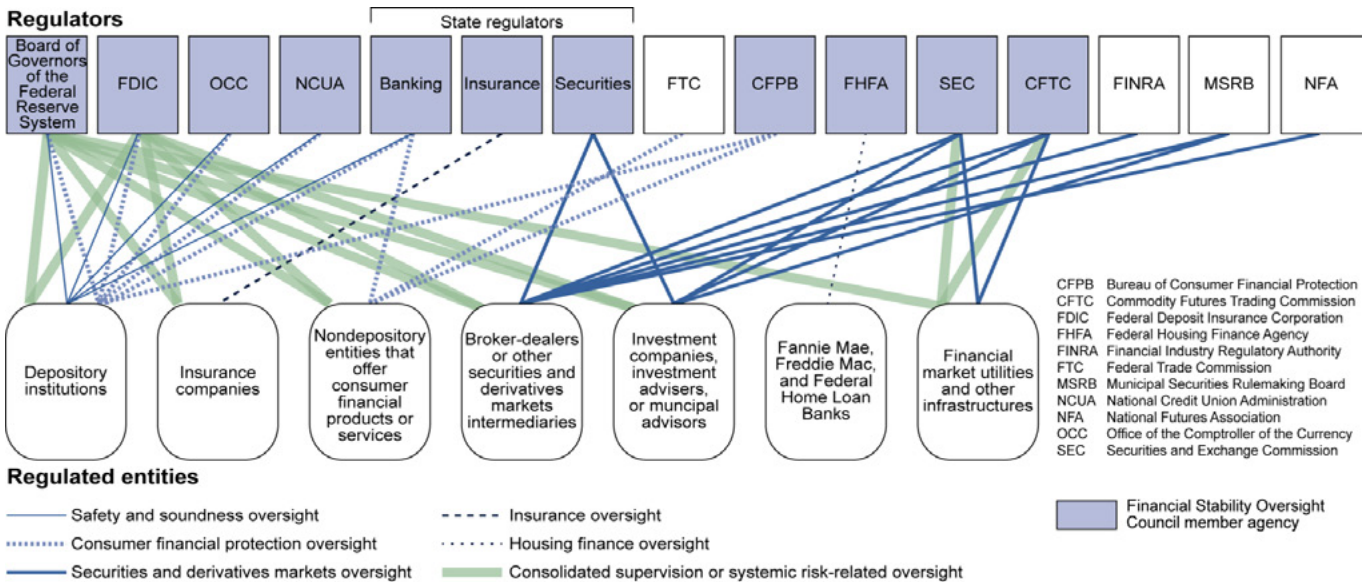 Regulators
State regulators
Board of
Governors
of the
Federal
Reserve
System
FDIC
OCC
NCUA
Banking
Insurance
Securities
FTC
CFPB
FHFA
SEC
CFTC
FINRA
MSRB
NFA
Depository
institutions
Insurance
companies
Nondepository
entities that
offer
consumer
financial
products or
services
Broker-dealers
or other
securities and
derivatives
markets
intermediaries
Investment
companies,
investment
advisers,
or muncipal
advisors
Fannie Mae,
Freddie Mac,
and Federal
Home Loan
Banks
Financial
market utilities
and other
infrastructures
CFPB Bureau of Consumer Financial Protection
CFTC Commodity Futures Trading Commission
FDIC Federal Deposit Insurance Corporation
FHFA Federal Housing Finance Agency
FINRA Financial Industry Regulatory Authority
FTC Federal Trade Commission
MSRB Municipal Securities Rulemaking Board
NCUA National Credit Union Administration
NFA National Futures Association
OCC Office of the Comptroller of the Currency
SEC Securities and Exchange Commission
Regulated entities
Safety and soundness oversight
Consumer financial protection oversight
Securities and derivatives markets oversight
Insurance oversight
Housing finance oversight
Consolidated supervision or systemic risk-related oversight
Financial Stability Oversight
Council member agency